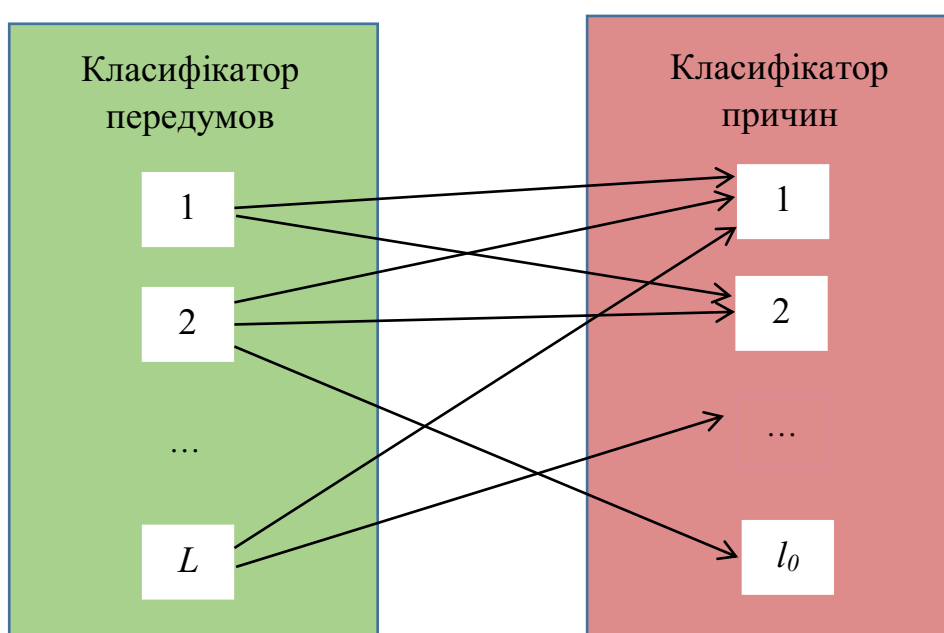 Класифікатор
передумов
1
2
…
L
Класифікатор
причин
1
2
…
l₀